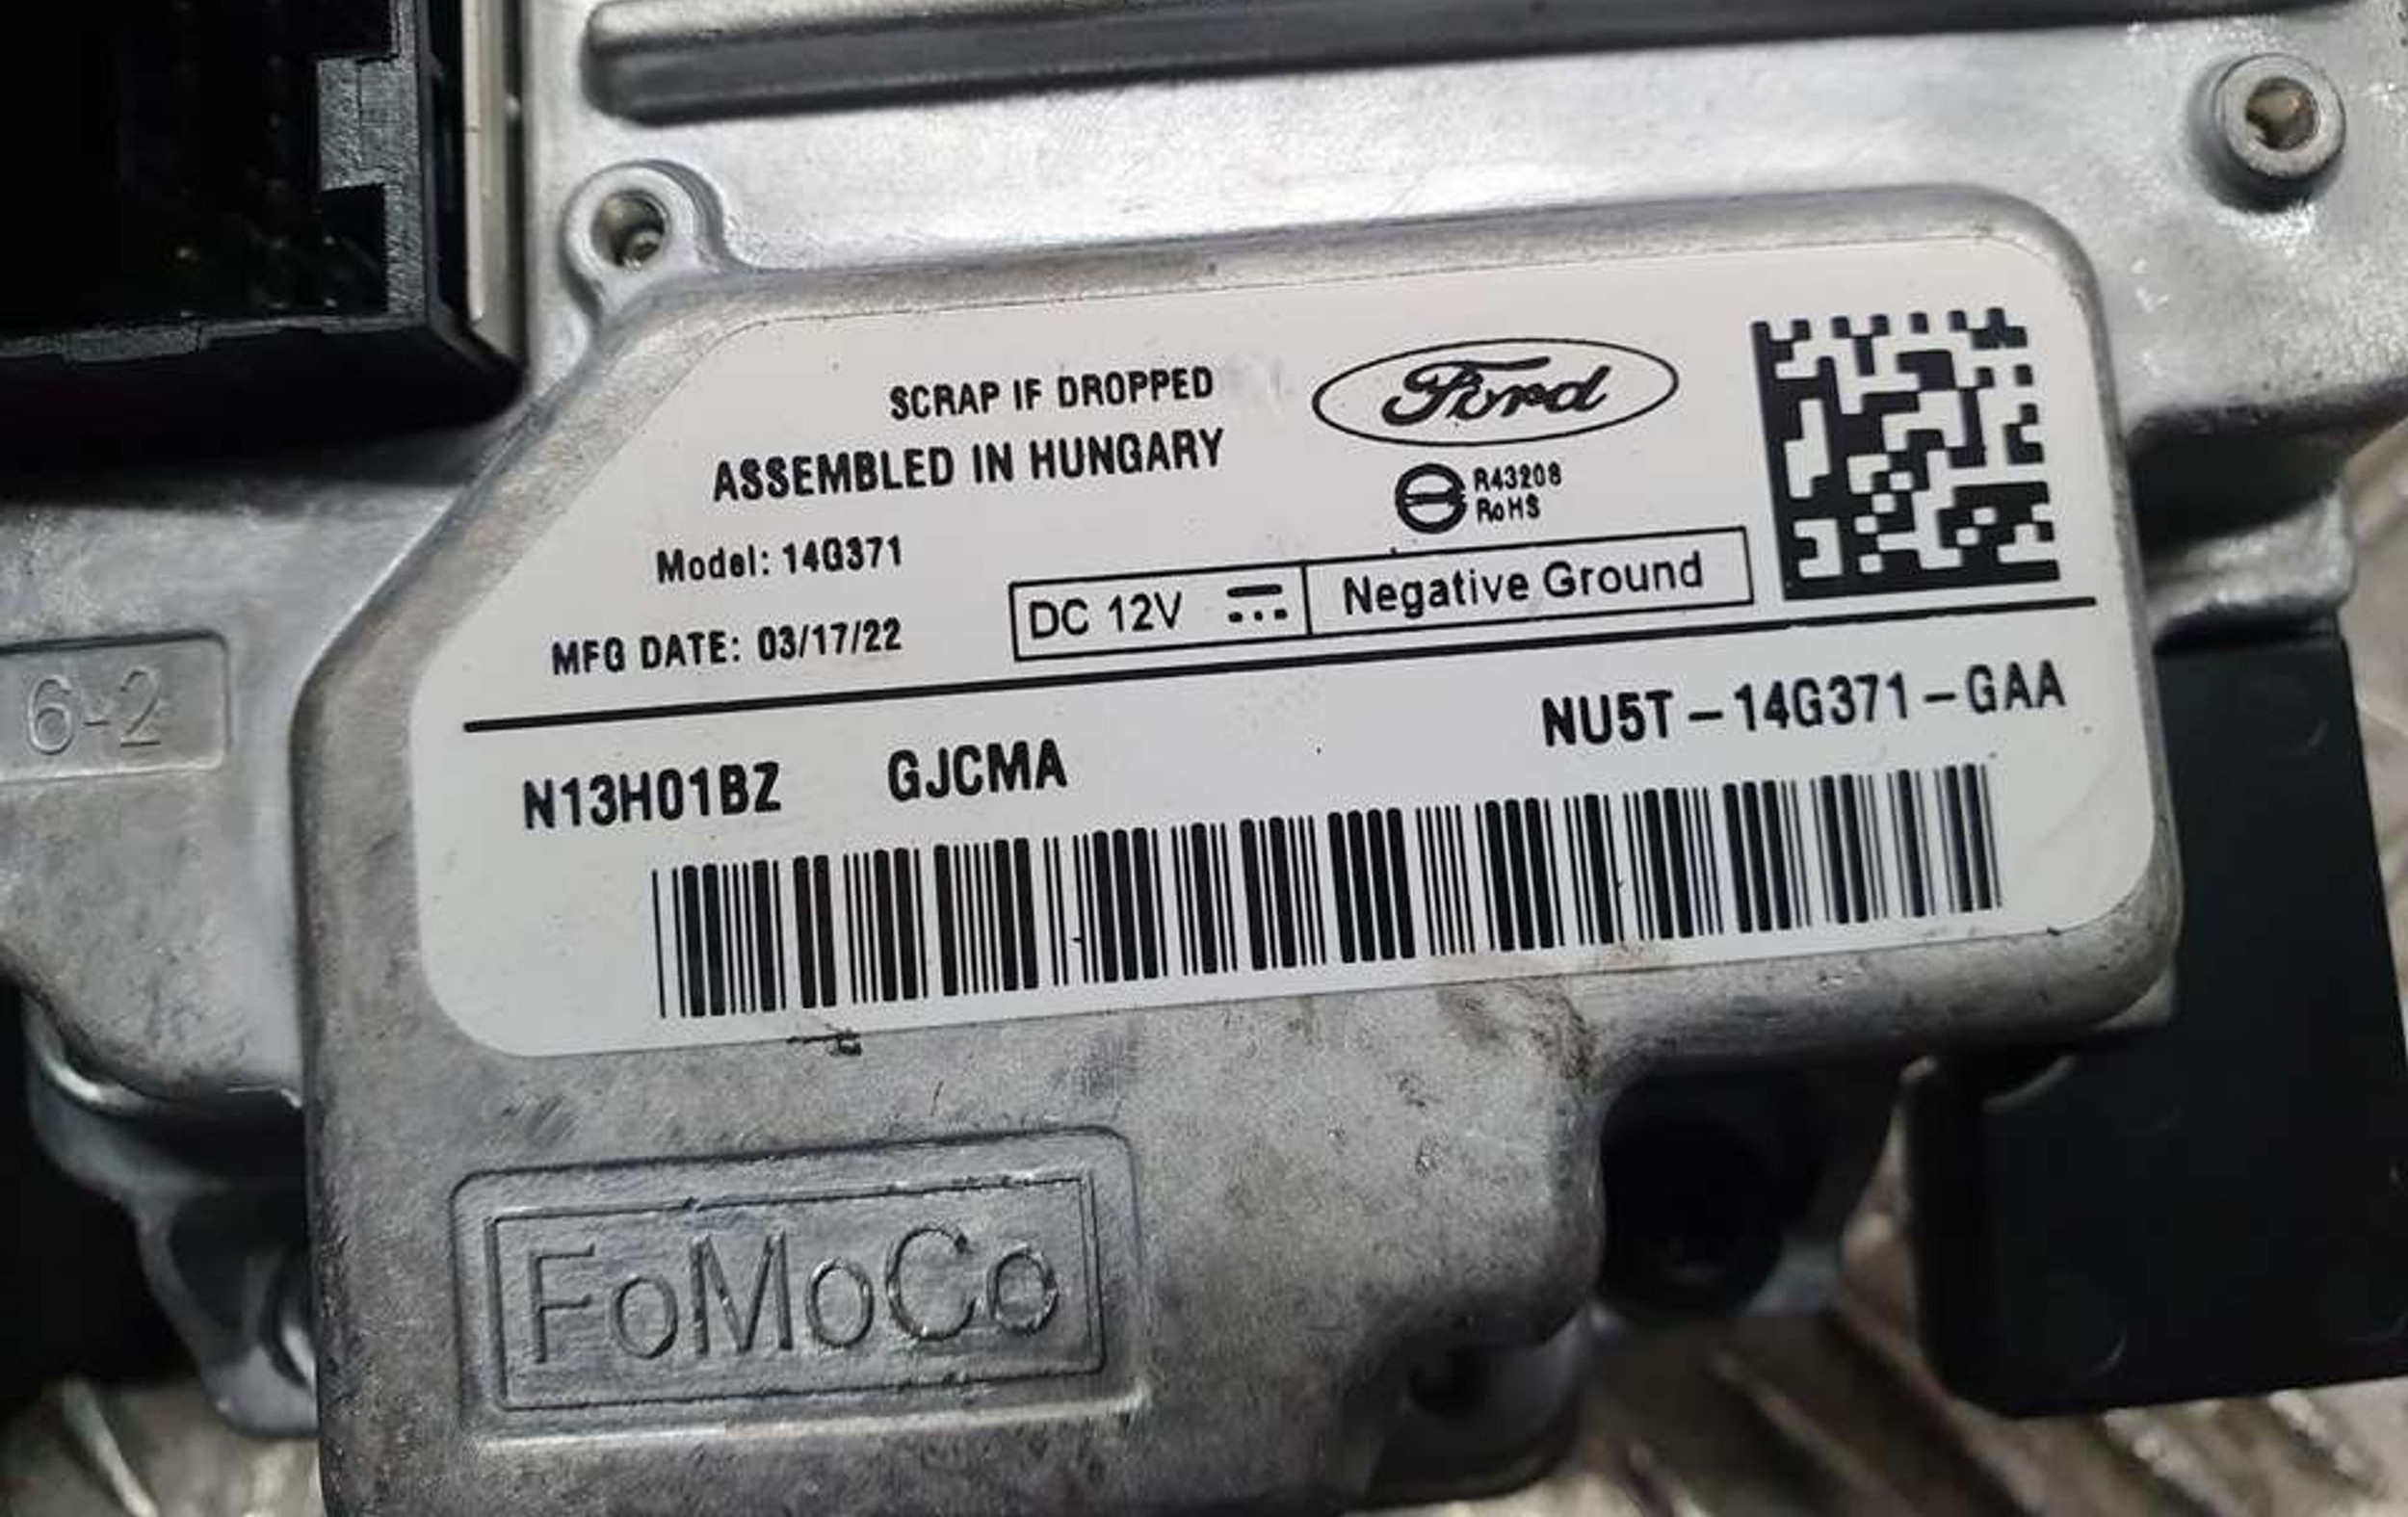 SCRAP IF DROPPED
ASSEMBLED IN HUNGARY
Ford
R43208
RoHS
Model: 14G371
DC 12V
Negative Ground
MFG DATE: 03/17/22
N13H01BZ GJCMA NU5T-14G371-GAA
6-2
FoMoCo